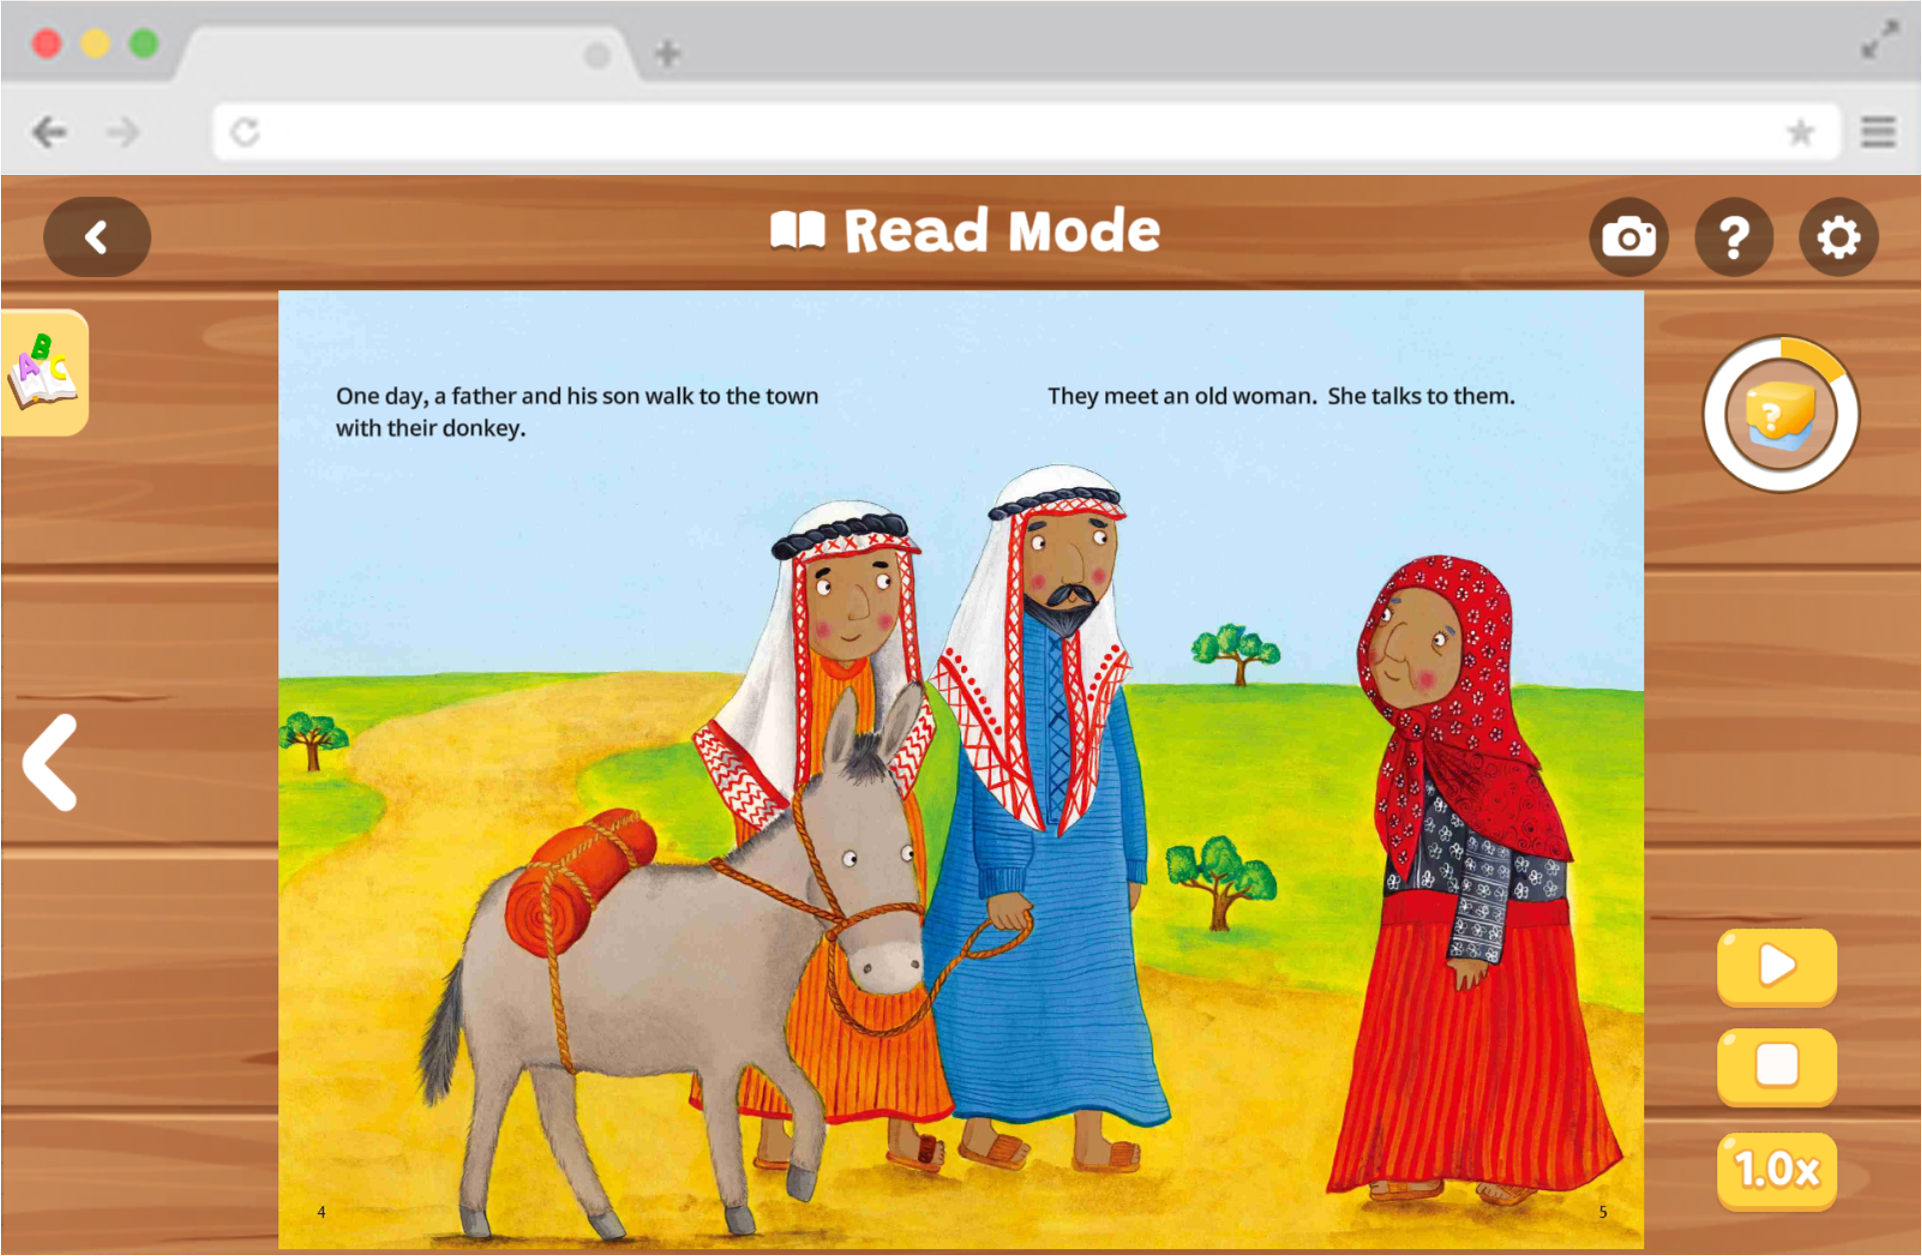 Read Mode
A
B
C
?
?
One day, a father and his son walk to the town
with their donkey.
They meet an old woman.  She talks to them.
1.0x
4
5